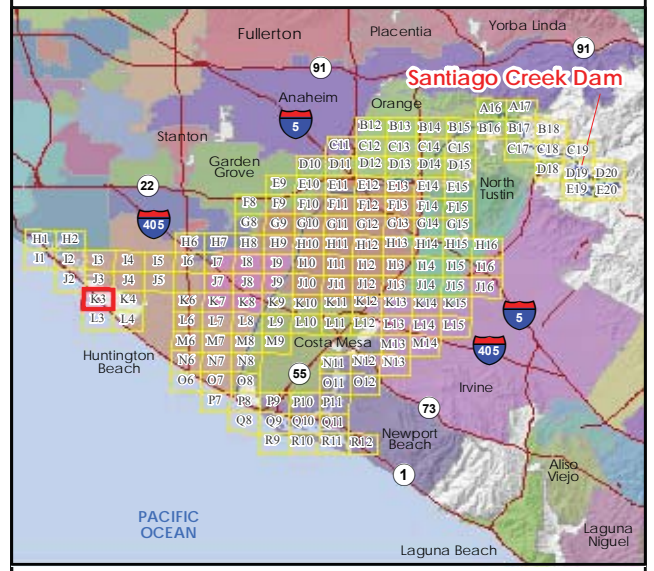 Yorba Linda
Placentia
Fullerton
91
91
Santiago Creek Dam
Anaheim
Orange
A16 A17
5
B12 B13 B14 B15 B16 B17 B18
Stanton
C11 C12 C13 C14 C15 C17 C18 C19
Garden
Grove
D10 D11 D12 D13 D14 D15 D18 D19 D20
22
E9 E10 E11 E12 E13 E14 E15 E19 E20
North
Tustin
F8 F9 F10 F11 F12 F13 F14 F15
405
G8 G9 G10 G11 G12 G13 G14 G15
H1 H2 H6 H7 H8 H9 H10 H11 H12 H13 H14 H15 H16
I1 I2 I3 I4 I5 I6 I7 I8 I9 I10 I11 I12 I13 I14 I15 I16
J2 J3 J4 J5 J7 J8 J9 J10 J11 J12 J13 J14 J15 J16
K3 K4 K6 K7 K8 K9 K10 K11 K12 K13 K14 K15
5
L3 L4 L6 L7 L8 L9 L10 L11 L12 L13 L14 L15
M6 M7 M8 M9 Costa Mesa M13 M14
405
Huntington
Beach
N6 N7 N8 N11 N12 N13
55
O6 O7 O8 O11 O12
Irvine
P7 P8 P9 P10 P11
73
Q8 Q9 Q10 Q11
Newport
Beach
R9 R10 R11 R12
1
Aliso
Viejo
PACIFIC
OCEAN
Laguna
Niguel
Laguna Beach